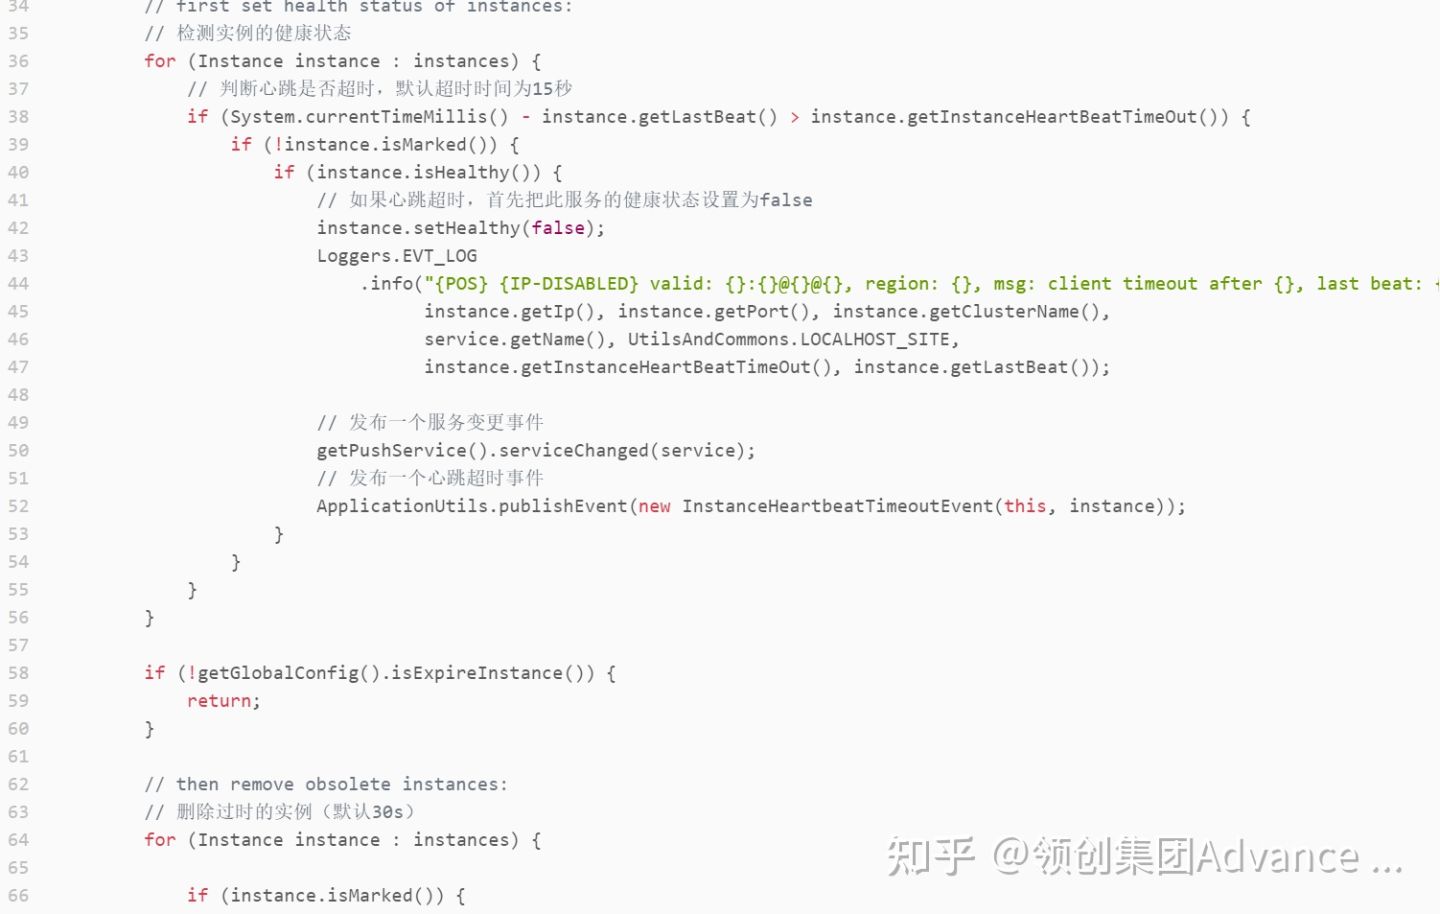 34 // first set health status of instances:
35 // 检测实例的健康状态
36 for (Instance instance : instances) {
37 // 判断心跳是否超时，默认超时时间为15秒
38 if (System.currentTimeMillis() - instance.getLastBeat() > instance.getInstanceHeartBeatTimeOut()) {
39 if (!instance.isMarked()) {
40 if (instance.isHealthy()) {
41 // 如果心跳超时，首先把此服务的健康状态设置为false
42 instance.setHealthy(false);
43 Loggers.EVT_LOG
44 .info("{POS} {IP-DISABLED} valid: {}:{}@{}@{}, region: {}, msg: client timeout after {}, last beat: {
45 instance.getIp(), instance.getPort(), instance.getClusterName(),
46 service.getName(), UtilsAndCommons.LOCALHOST_SITE,
47 instance.getInstanceHeartBeatTimeOut(), instance.getLastBeat());
48
49 // 发布一个服务变更事件
50 getPushService().serviceChanged(service);
51 // 发布一个心跳超时事件
52 ApplicationUtils.publishEvent(new InstanceHeartbeatTimeoutEvent(this, instance));
53 }
54 }
55 }
56 }
57
58 if (!getGlobalConfig().isExpireInstance()) {
59 return;
60 }
61
62 // then remove obsolete instances:
63 // 删除过时的实例（默认30s）
64 for (Instance instance : instances) {
65
66 if (instance.isMarked()) {
知乎 @领创集团Advance ...